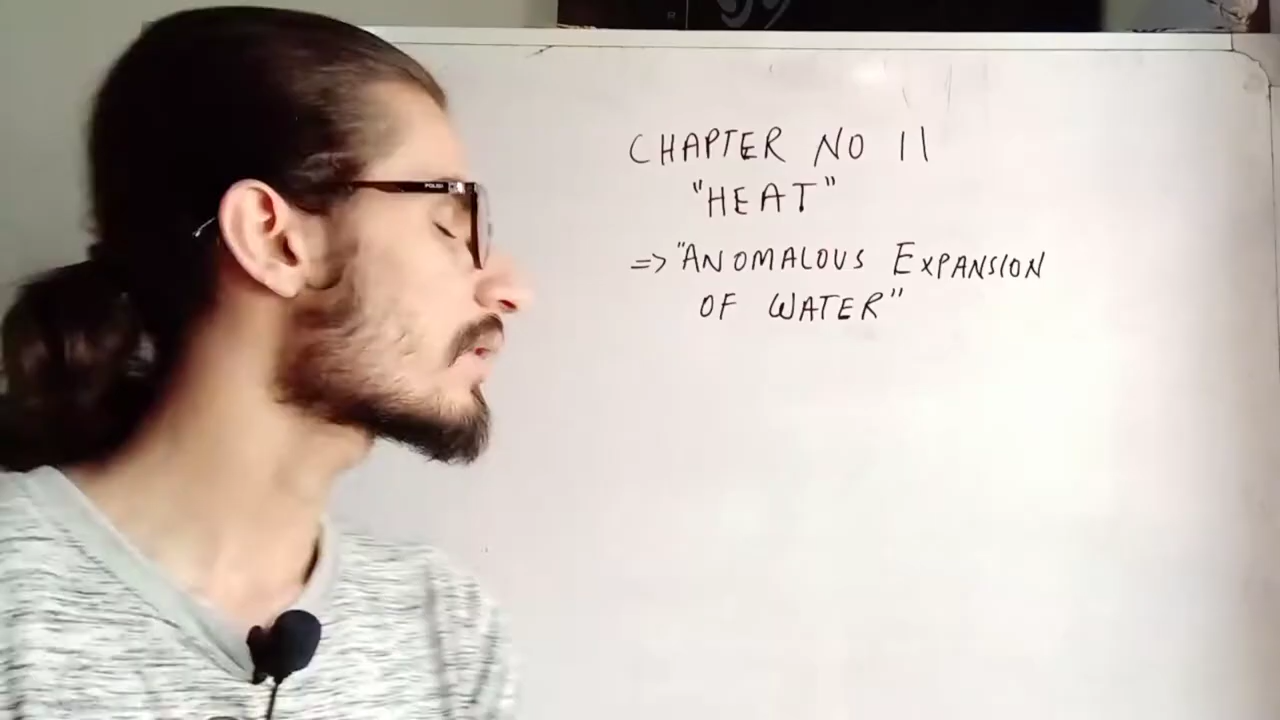 CHAPTER NO 11
"HEAT"
=> "ANOMALOUS EXPANSION
OF WATER"